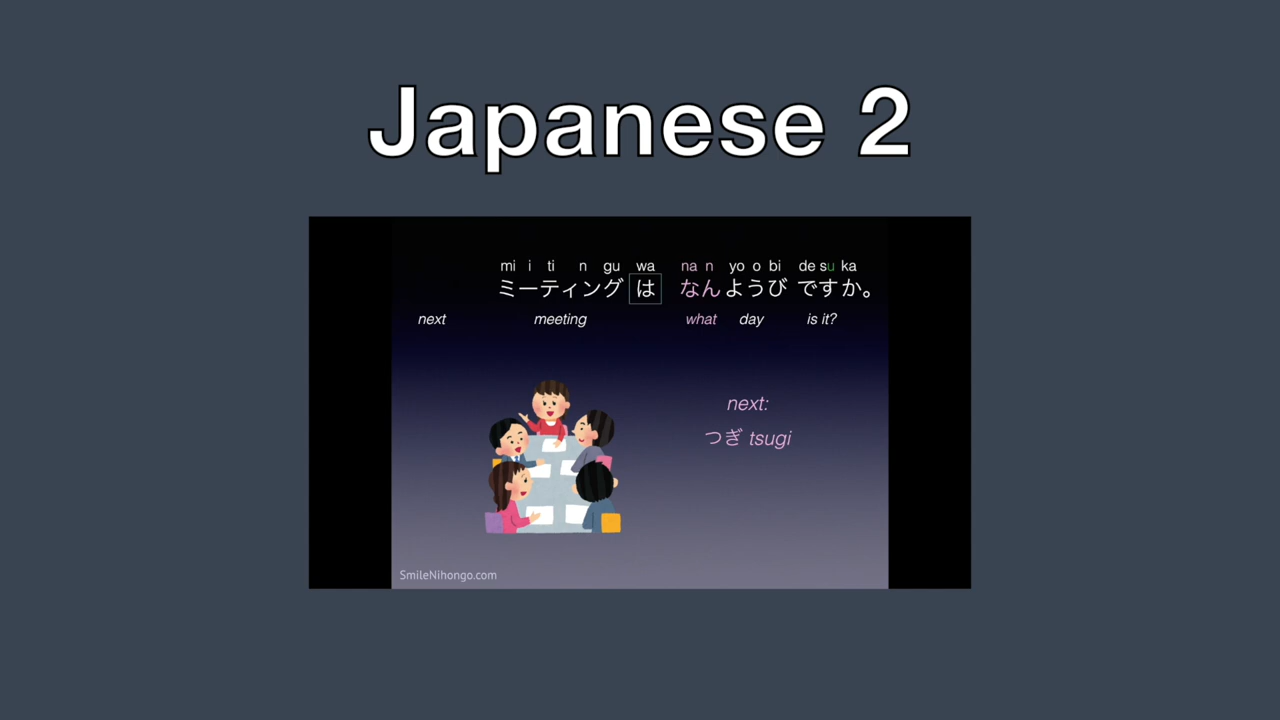 Japanese 2
mi i ti n gu wa na n yo o bi de su ka
ミーティング は なんようび ですか。
next meeting what day is it?
next:
つぎ tsugi
SmileNihongo.com